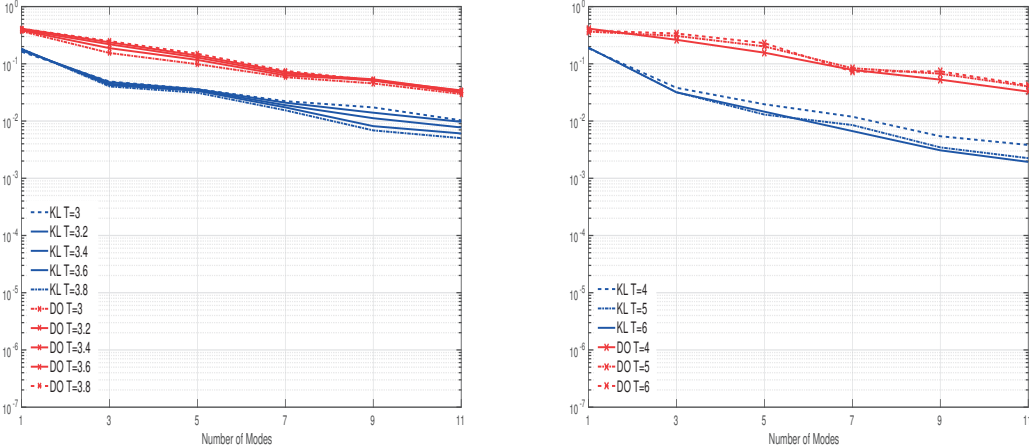 10^0
10^-1
10^-2
10^-3
10^-4
10^-5
10^-6
10^-7
KL T=3
KL T=3.2
KL T=3.4
KL T=3.6
KL T=3.8
DO T=3
DO T=3.2
DO T=3.4
DO T=3.6
DO T=3.8
1 3 5 7 9 11
Number of Modes
10^0
10^-1
10^-2
10^-3
10^-4
10^-5
10^-6
10^-7
KL T=4
KL T=5
KL T=6
DO T=4
DO T=5
DO T=6
1 3 5 7 9 11
Number of Modes